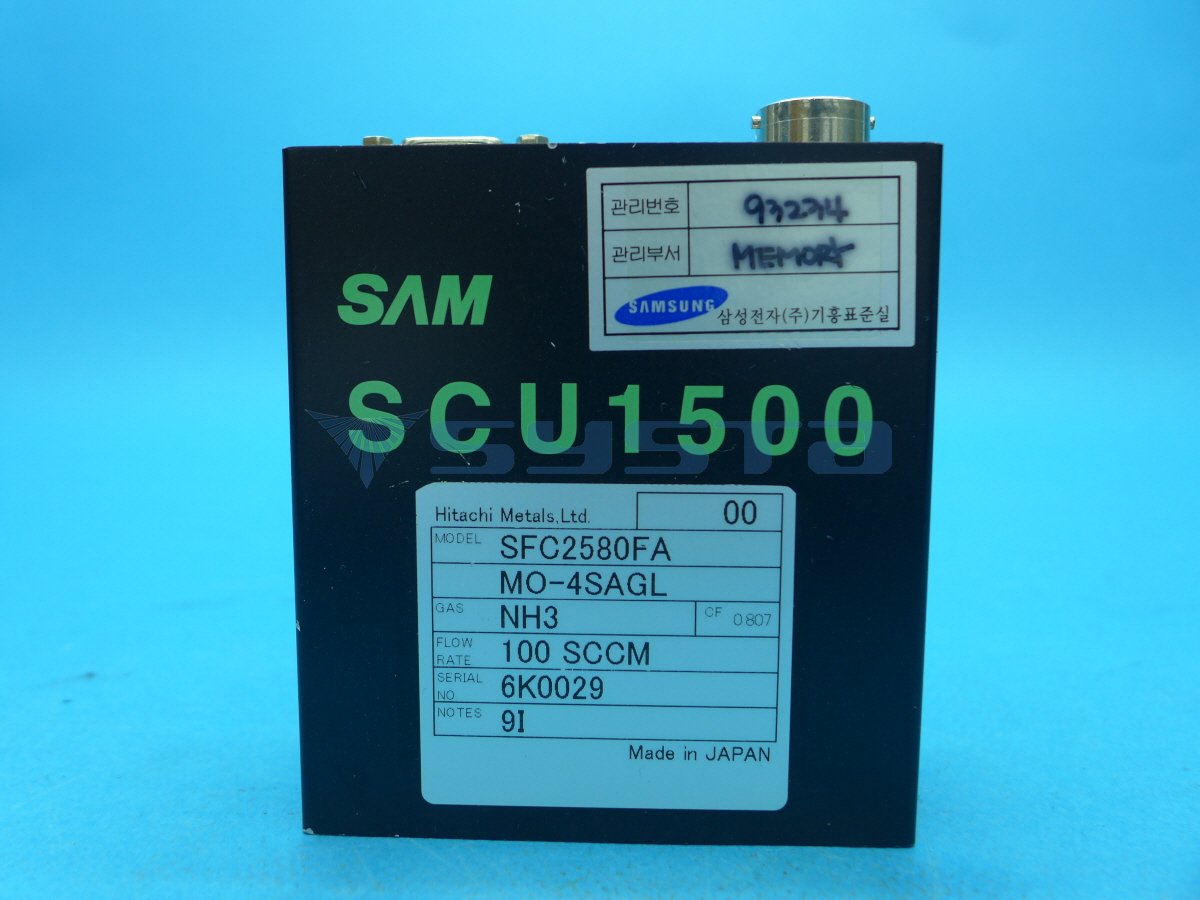 관리번호 93234
관리부서 MEMORY
SAMSUNG 삼성전자(주)기흥표준실
SAM
SCU1500
SYSTO
Hitachi Metals,Ltd. 00
MODEL SFC2580FA
MO-4SAGL
GAS NH3 CF 0.807
FLOW RATE 100 SCCM
SERIAL NO. 6K0029
NOTES 9I
Made in JAPAN